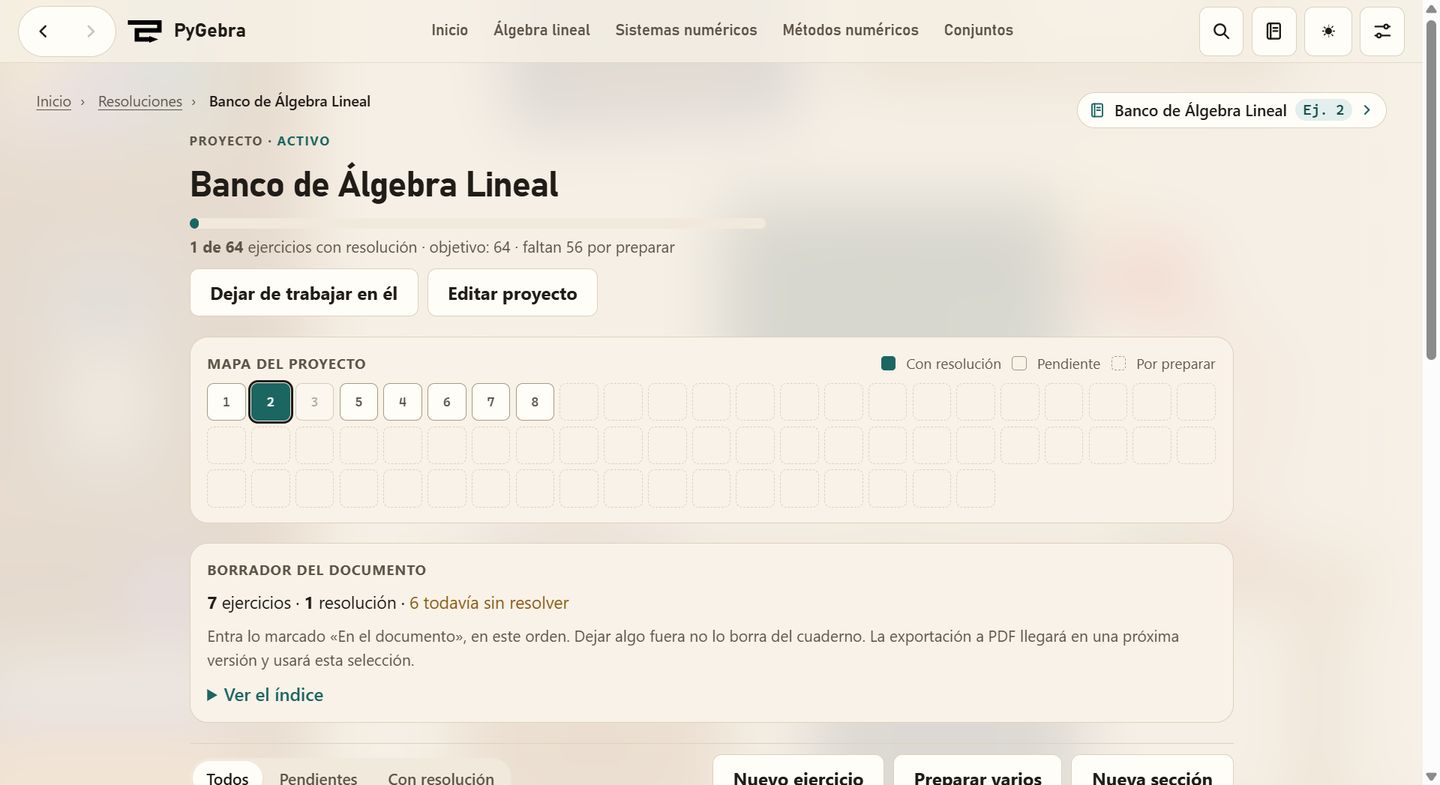 PyGebra
Inicio Álgebra lineal Sistemas numéricos Métodos numéricos Conjuntos
Inicio › Resoluciones › Banco de Álgebra Lineal
Banco de Álgebra Lineal Ej. 2
PROYECTO · ACTIVO
Banco de Álgebra Lineal
1 de 64 ejercicios con resolución · objetivo: 64 · faltan 56 por preparar
Dejar de trabajar en él Editar proyecto
MAPA DEL PROYECTO Con resolución Pendiente Por preparar
1 2 3 5 4 6 7 8
BORRADOR DEL DOCUMENTO
7 ejercicios · 1 resolución · 6 todavía sin resolver
Entra lo marcado «En el documento», en este orden. Dejar algo fuera no lo borra del cuaderno. La exportación a PDF llegará en una próxima
versión y usará esta selección.
Ver el índice
Todos Pendientes Con resolución Nuevo ejercicio Preparar varios Nueva sección